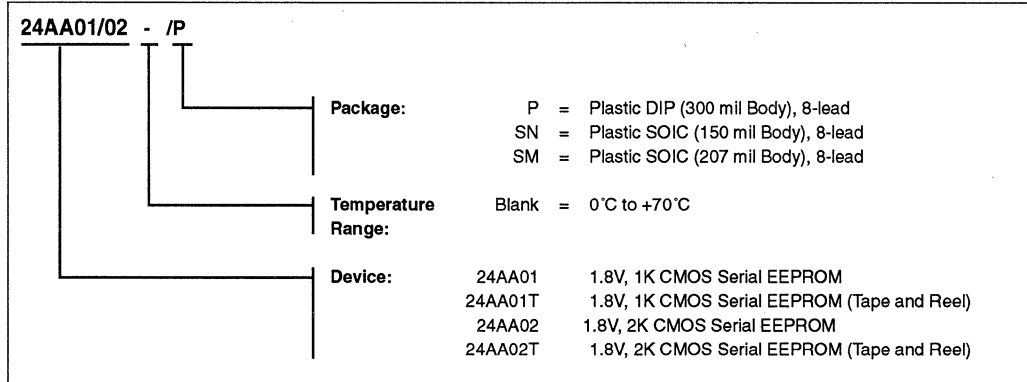 24AA01/02 - /P
Package: P = Plastic DIP (300 mil Body), 8-lead
SN = Plastic SOIC (150 mil Body), 8-lead
SM = Plastic SOIC (207 mil Body), 8-lead
Temperature Blank = 0°C to +70°C
Range:
Device: 24AA01 1.8V, 1K CMOS Serial EEPROM
24AA01T 1.8V, 1K CMOS Serial EEPROM (Tape and Reel)
24AA02 1.8V, 2K CMOS Serial EEPROM
24AA02T 1.8V, 2K CMOS Serial EEPROM (Tape and Reel)